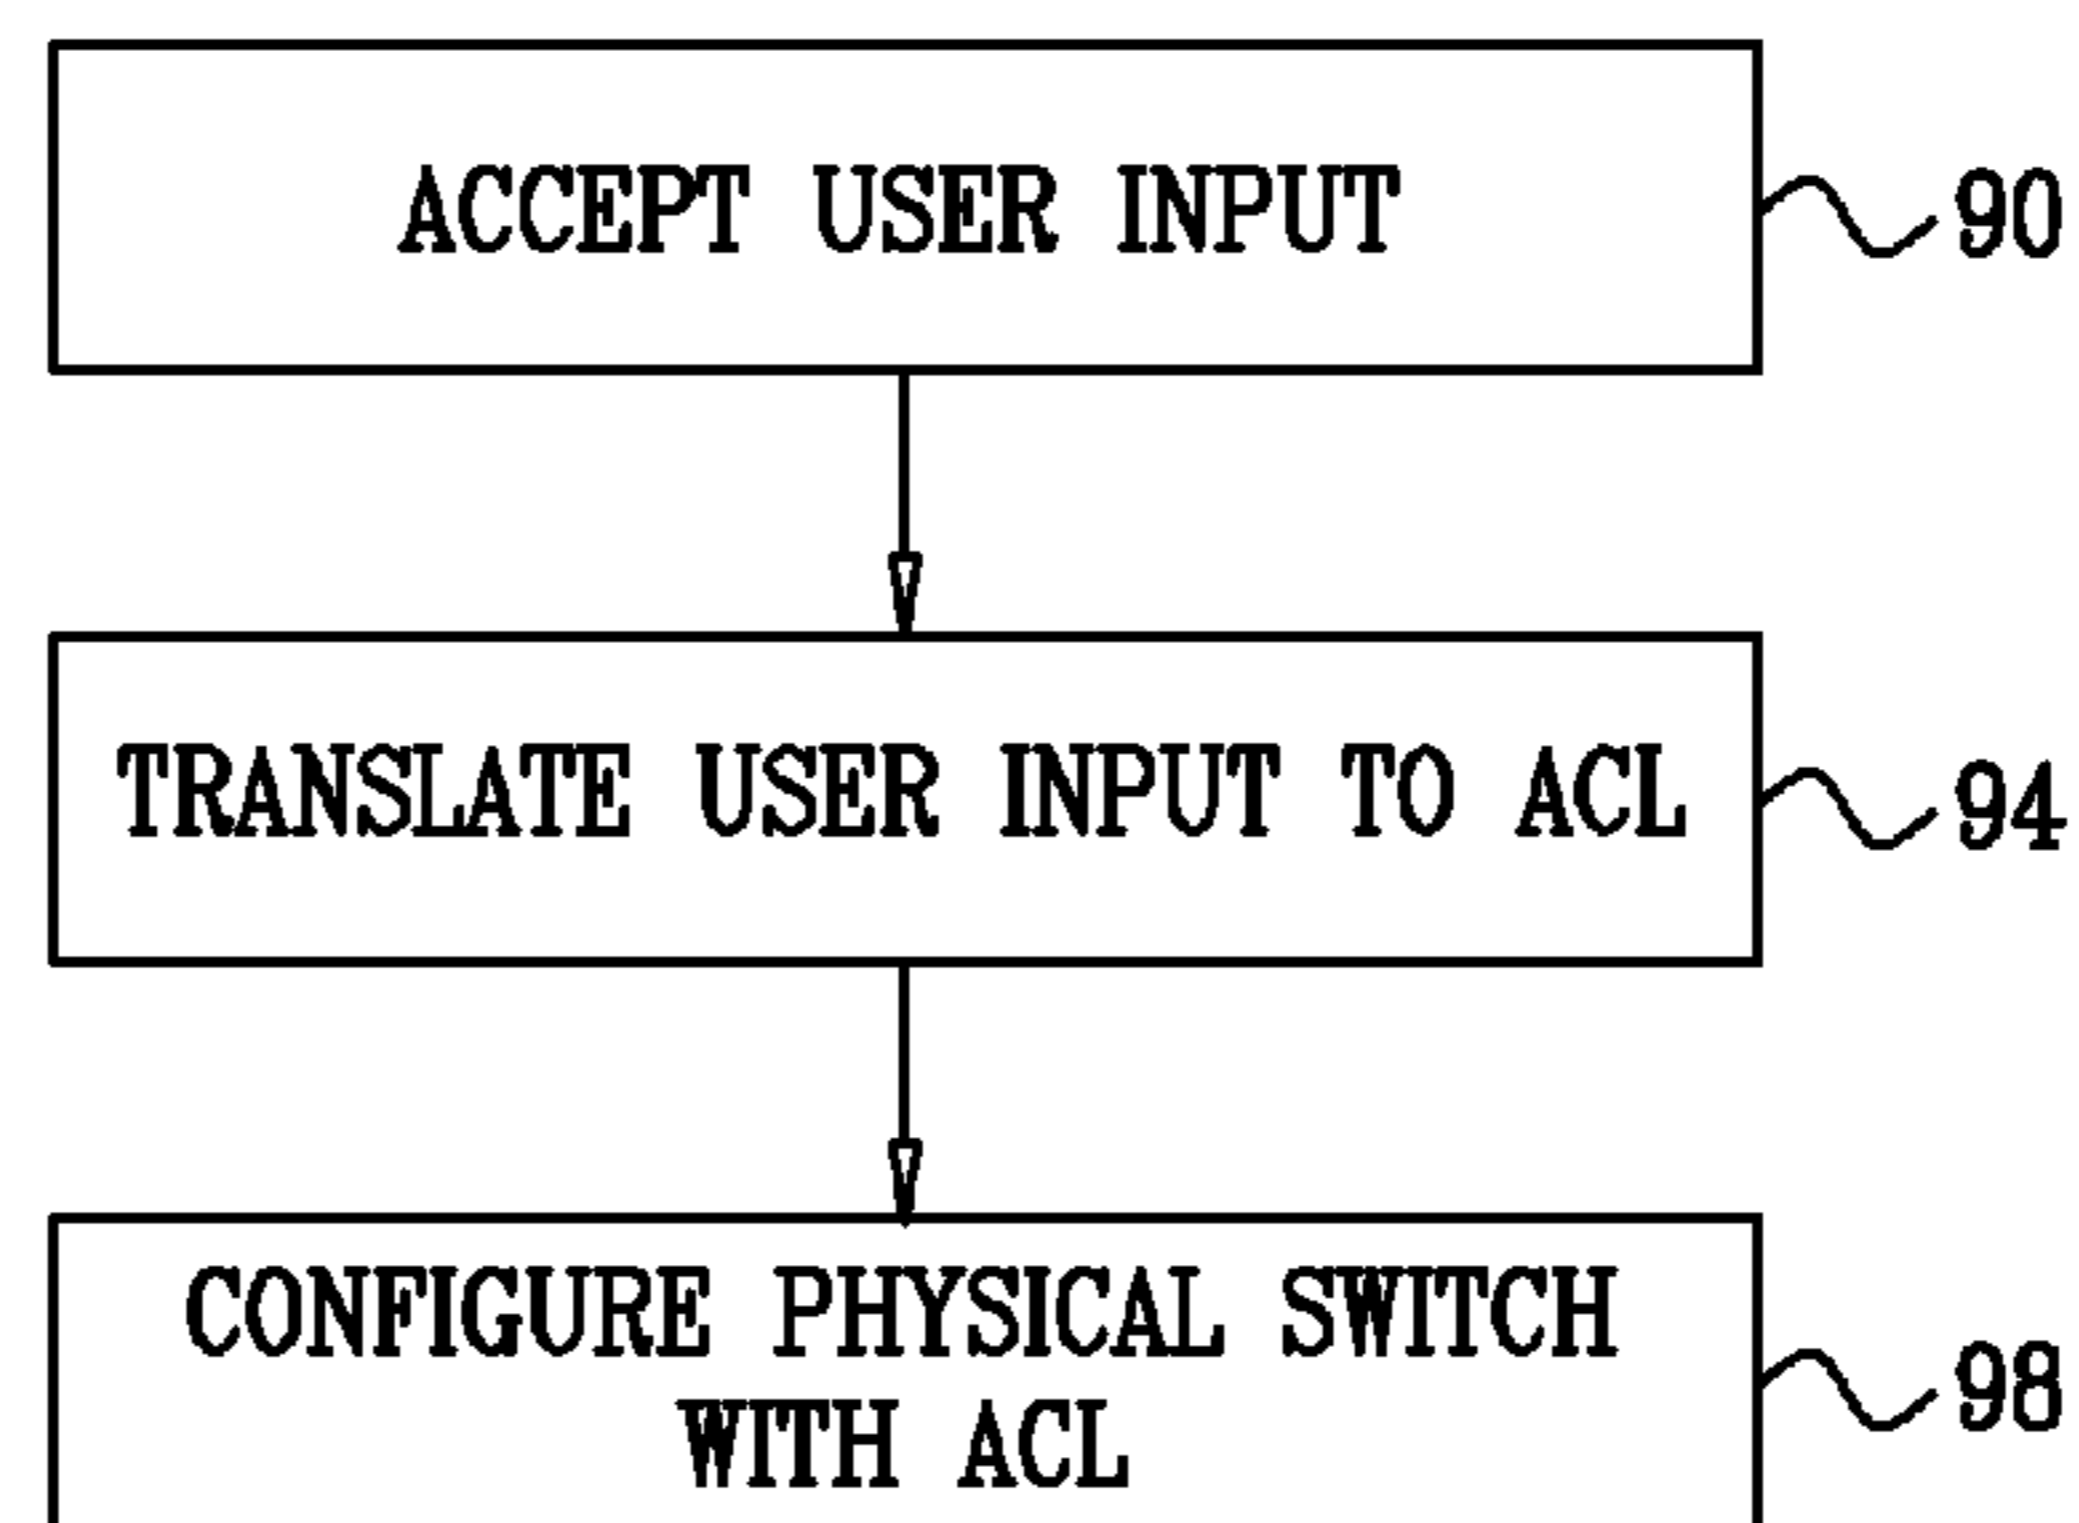 ACCEPT USER INPUT
90
TRANSLATE USER INPUT TO ACL
94
CONFIGURE PHYSICAL SWITCH
WITH ACL
98